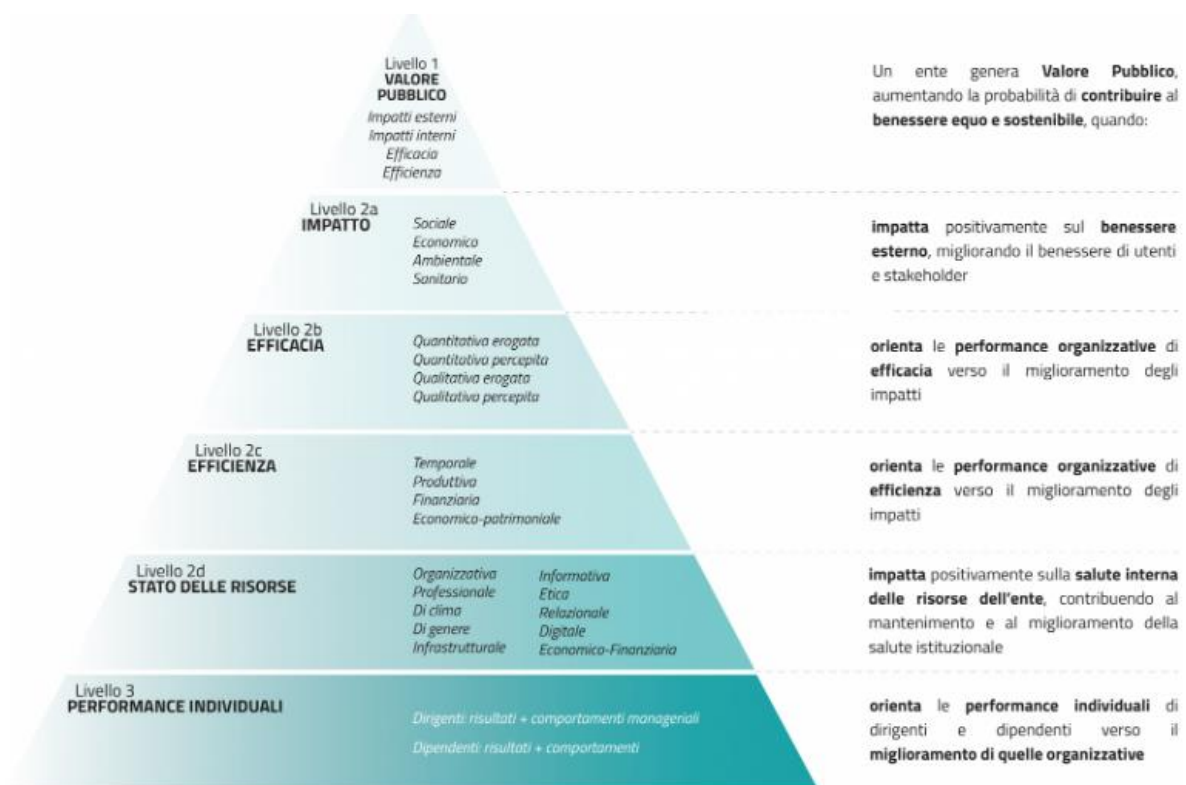 Livello 1
VALORE
PUBBLICO
Impatti esterni
Impatti interni
Efficacia
Efficienza
Un ente genera Valore Pubblico,
aumentando la probabilità di contribuire al
benessere equo e sostenibile, quando:
Livello 2a
IMPATTO
Sociale
Economico
Ambientale
Sanitario
impatta positivamente sul benessere
esterno, migliorando il benessere di utenti
e stakeholder
Livello 2b
EFFICACIA
Quantitativa erogata
Quantitativa percepita
Qualitativa erogata
Qualitativa percepita
orienta le performance organizzative di
efficacia verso il miglioramento degli
impatti
Livello 2c
EFFICIENZA
Temporale
Produttiva
Finanziaria
Economico-patrimoniale
orienta le performance organizzative di
efficienza verso il miglioramento degli
impatti
Livello 2d
STATO DELLE RISORSE
Organizzativa
Professionale
Di clima
Di genere
Infrastrutturale
Informativa
Etica
Relazionale
Digitale
Economico-Finanziaria
impatta positivamente sulla salute interna
delle risorse dell'ente, contribuendo al
mantenimento e al miglioramento della
salute istituzionale
Livello 3
PERFORMANCE INDIVIDUALI
Dirigenti: risultati + comportamenti manageriali
Dipendenti: risultati + comportamenti
orienta le performance individuali di
dirigenti e dipendenti verso il
miglioramento di quelle organizzative